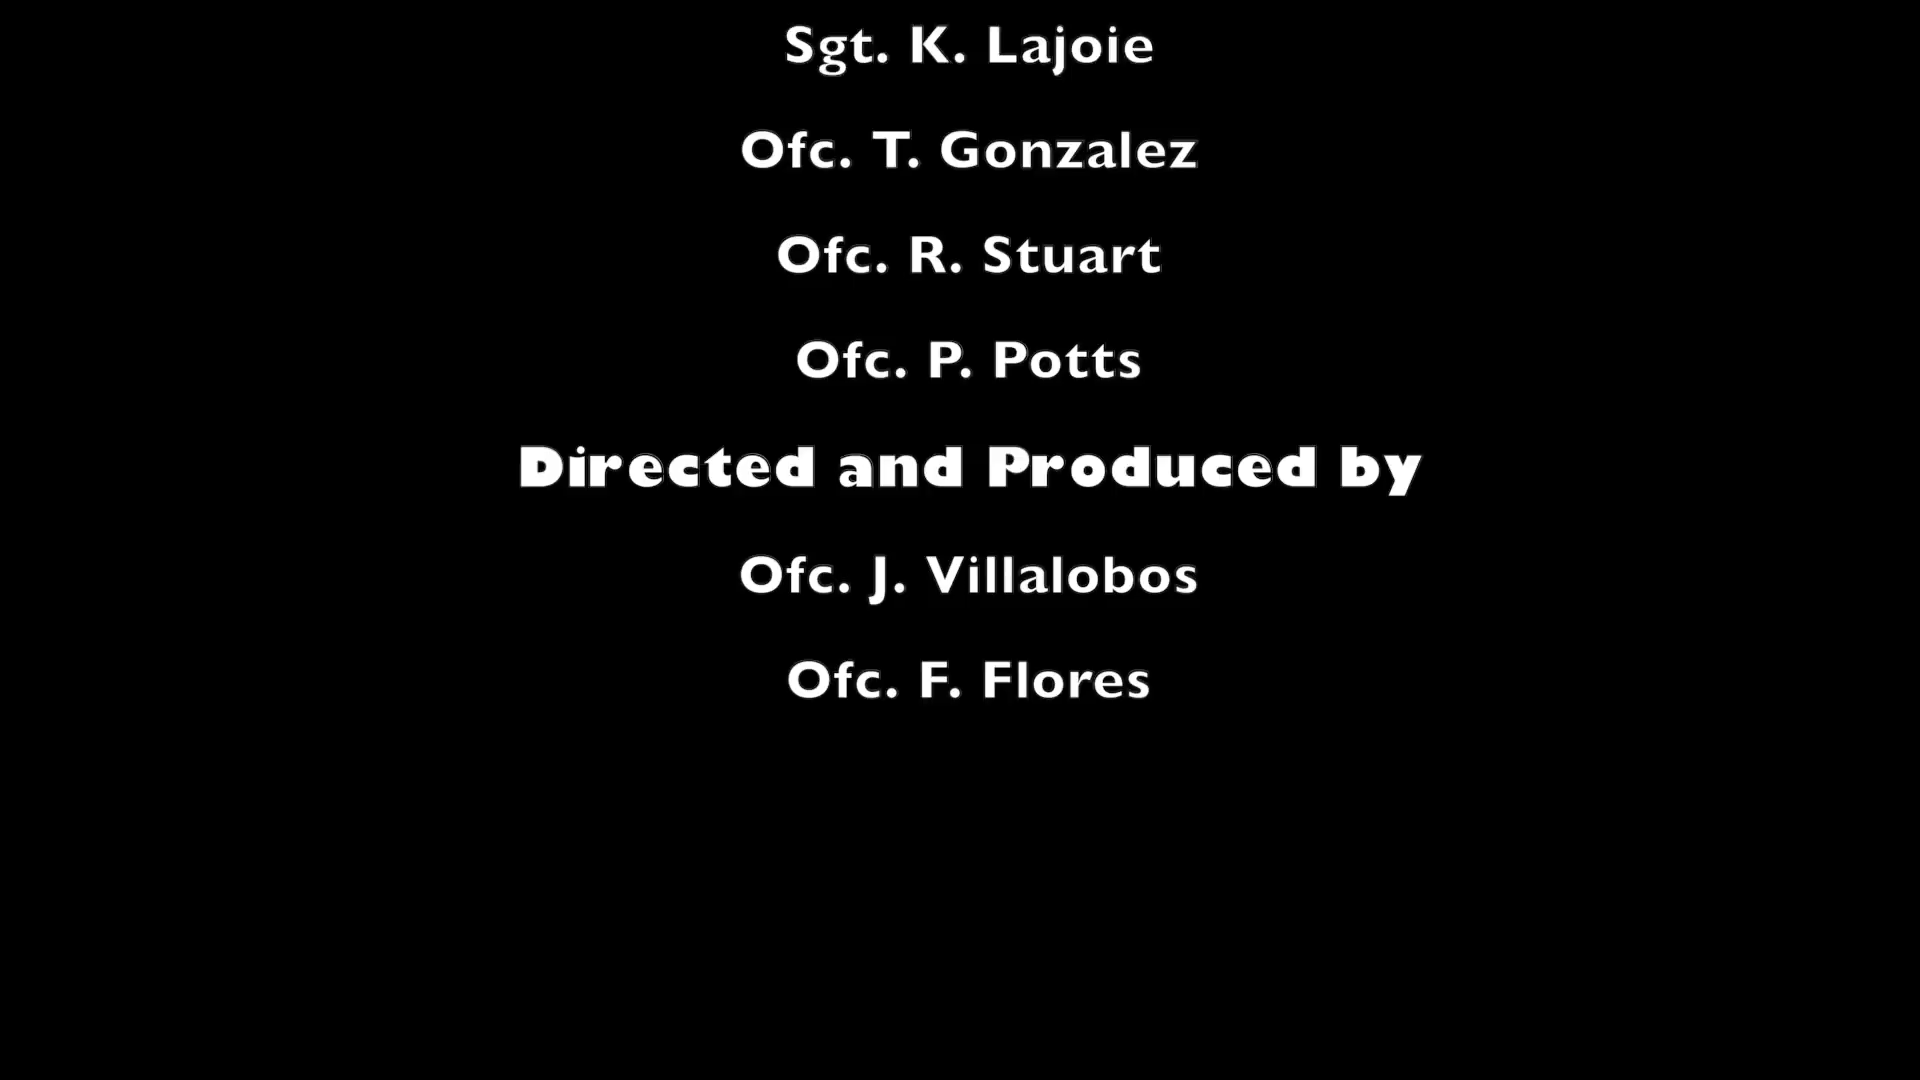 Sgt. K. Lajoie
Ofc. T. Gonzalez
Ofc. R. Stuart
Ofc. P. Potts
Directed and Produced by
Ofc. J. Villalobos
Ofc. F. Flores